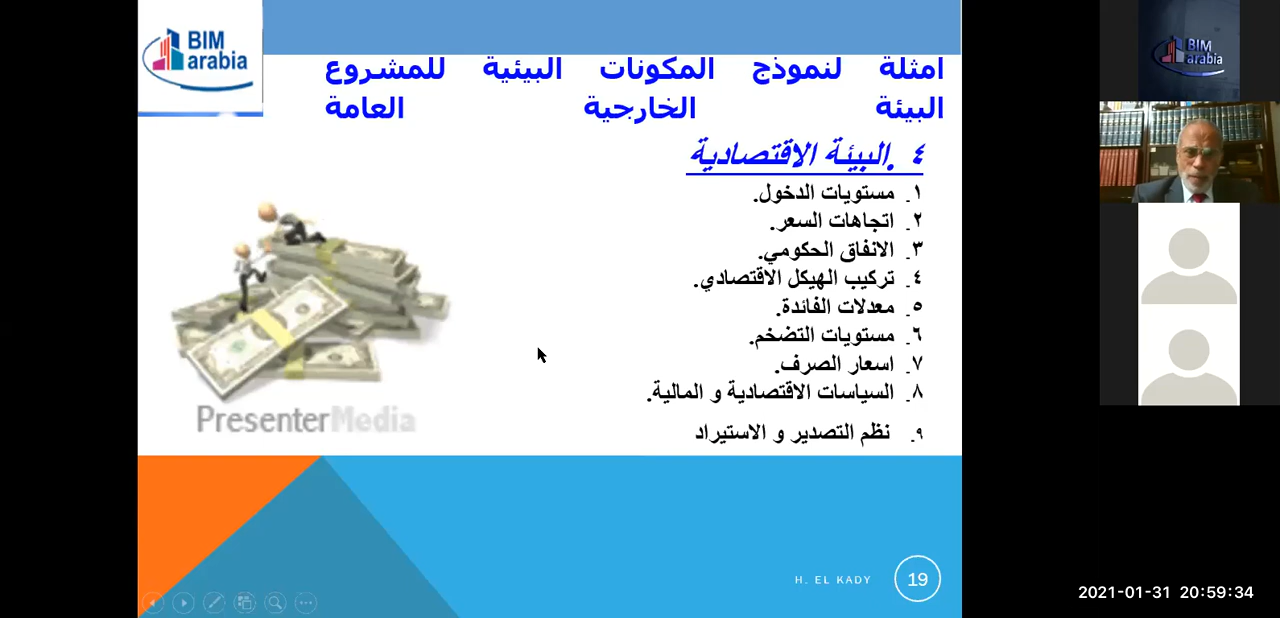 BIM
arabia
امثلة لنموذج المكونات البيئية للمشروع
البيئة الخارجية العامة
٤ .البيئة الاقتصادية
١. مستويات الدخول.
٢. اتجاهات السعر.
٣. الانفاق الحكومي.
٤. تركيب الهيكل الاقتصادي.
٥. معدلات الفائدة.
٦. مستويات التضخم.
٧. اسعار الصرف.
٨. السياسات الاقتصادية و المالية.
٩. نظم التصدير و الاستيراد
PresenterMedia
H. EL KADY
19
BIM
arabia
2021-01-31 20:59:34